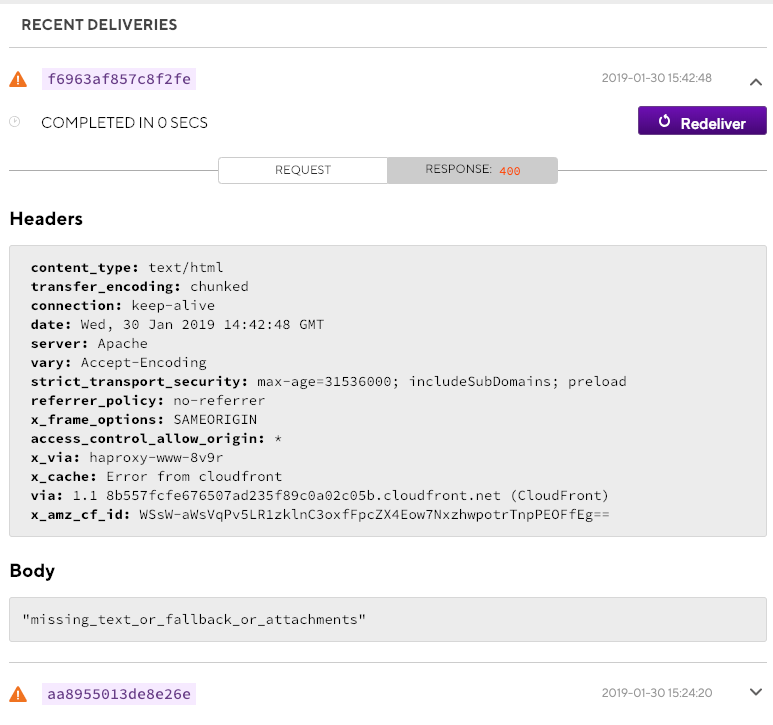 RECENT DELIVERIES
f6963af857c8f2fe 2019-01-30 15:42:48
COMPLETED IN 0 SECS Redeliver
REQUEST RESPONSE: 400
Headers
content_type: text/html
transfer_encoding: chunked
connection: keep-alive
date: Wed, 30 Jan 2019 14:42:48 GMT
server: Apache
vary: Accept-Encoding
strict_transport_security: max-age=31536000; includeSubDomains; preload
referrer_policy: no-referrer
x_frame_options: SAMEORIGIN
access_control_allow_origin: *
x_via: haproxy-www-8v9r
x_cache: Error from cloudfront
via: 1.1 8b557fcfe676507ad235f89c0a02c05b.cloudfront.net (CloudFront)
x_amz_cf_id: WSsW-aWsVqPv5LR1zklnC3oxfFpcZX4Eow7NxzhwpotrTnpPEOFfEg==
Body
"missing_text_or_fallback_or_attachments"
aa8955013de8e26e 2019-01-30 15:24:20